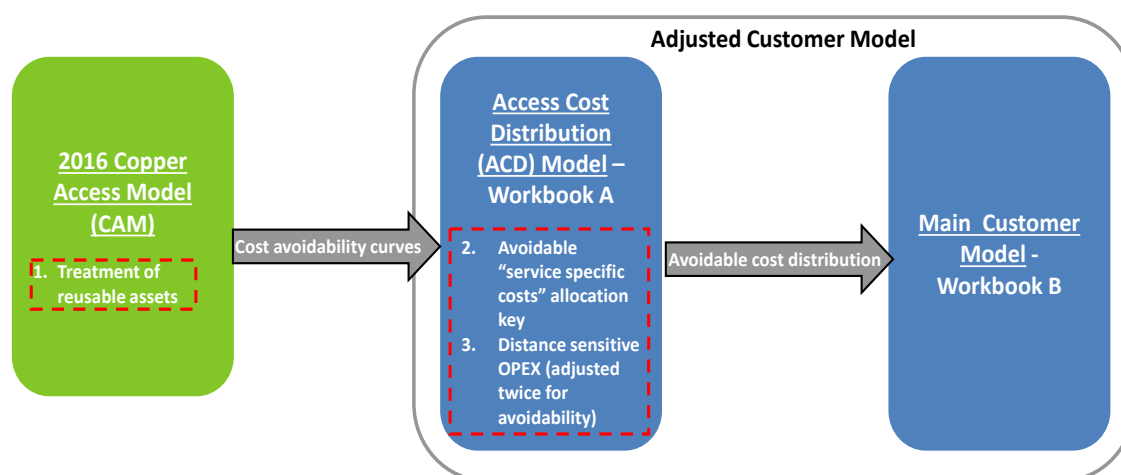 Adjusted Customer Model
2016 Copper
Access Model
(CAM)
1. Treatment of
reusable assets
Cost avoidability curves
Access Cost
Distribution
(ACD) Model –
Workbook A
2. Avoidable
“service specific
costs” allocation
key
3. Distance sensitive
OPEX (adjusted
twice for
avoidability)
Avoidable cost distribution
Main Customer
Model -
Workbook B